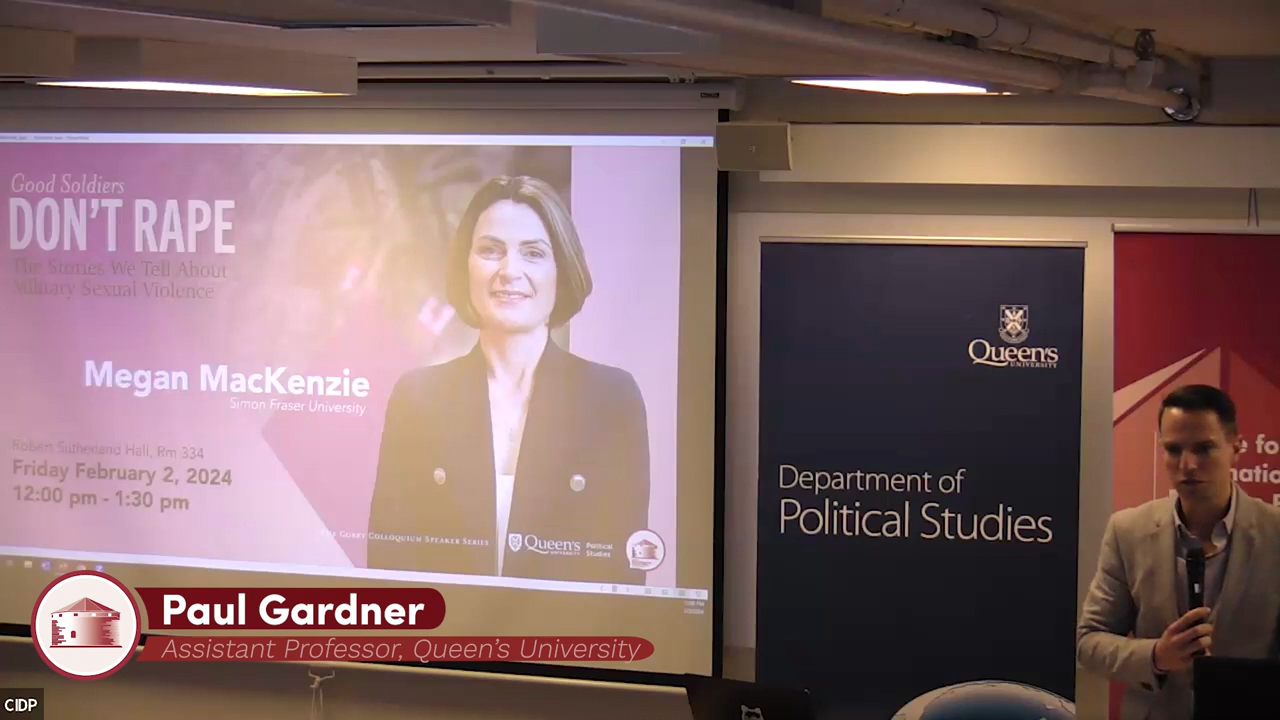 Good Soldiers
DON'T RAPE
The Stories We Tell About
Military Sexual Violence
Megan MacKenzie
Simon Fraser University
Robert Sutherland Hall, Rm 334
Friday February 2, 2024
12:00 pm - 1:30 pm
Colloquium Speaker Series
Queen's
UNIVERSITY
Political
Studies
Queen's
UNIVERSITY
Department of
Political Studies
Paul Gardner
Assistant Professor, Queen's University
CIDP